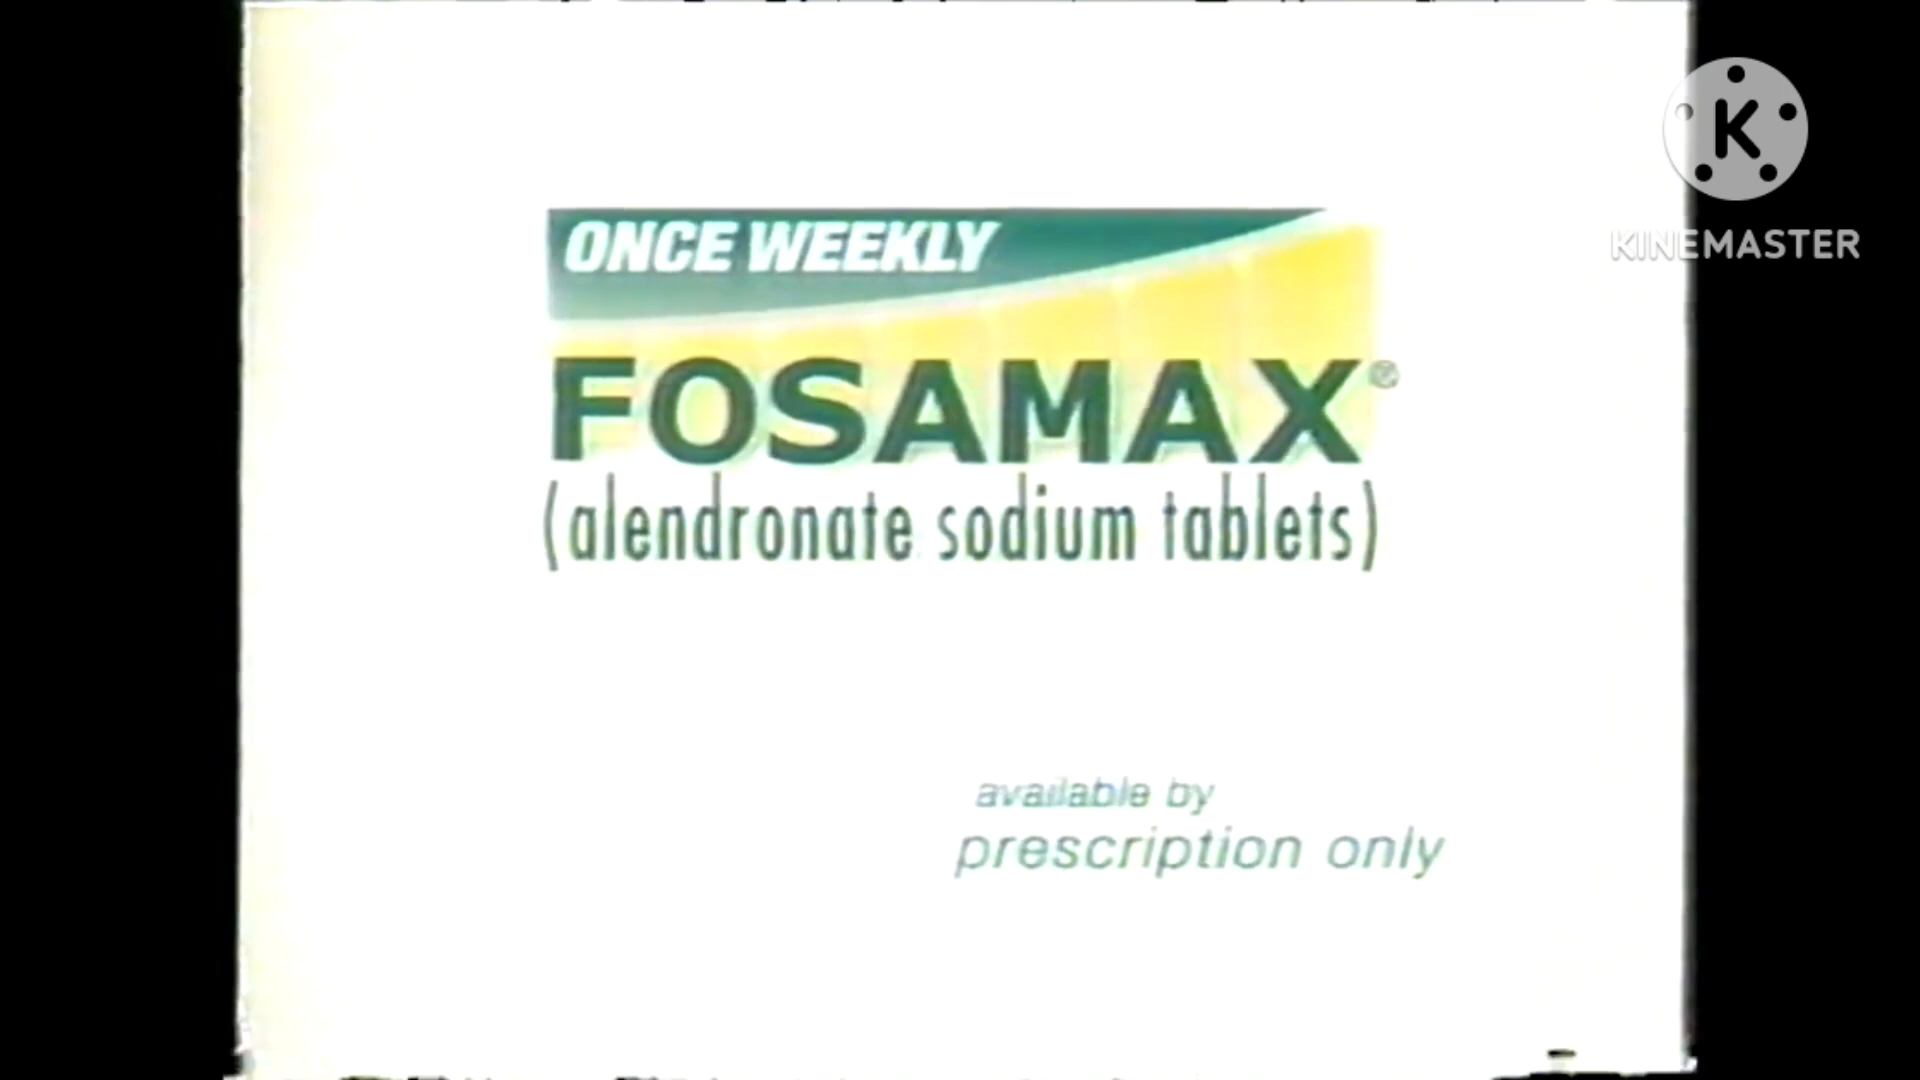 ONCE WEEKLY
FOSAMAX®
(alendronate sodium tablets)
available by
prescription only
K
KINEMASTER